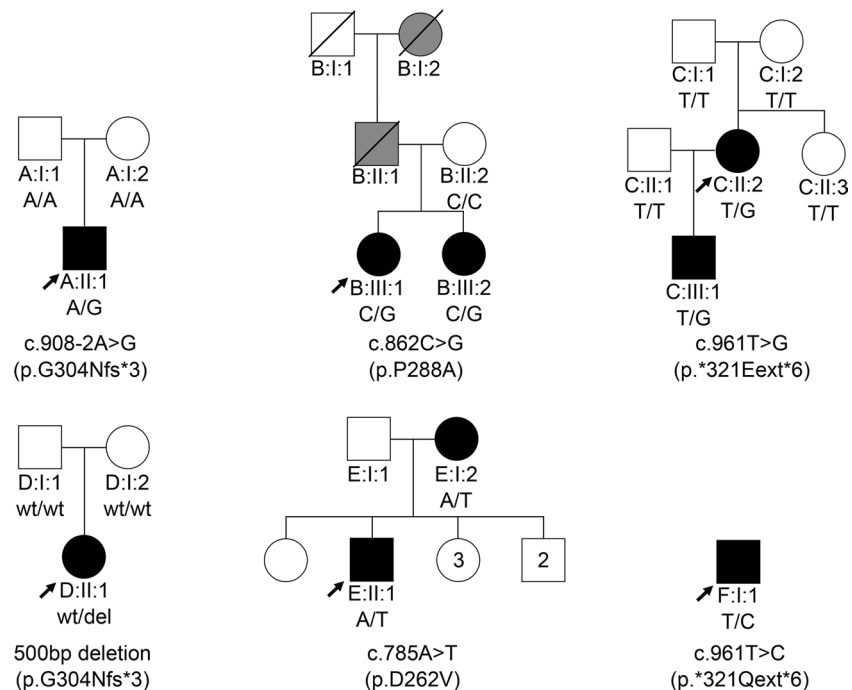 B:I:1
B:I:2
C:I:1
T/T
C:I:2
T/T
A:I:1
A/A
A:I:2
A/A
B:II:1
B:II:2
C/C
C:II:1
T/T
C:II:2
T/G
C:II:3
T/T
A:II:1
A/G
B:III:1
C/G
B:III:2
C/G
C:III:1
T/G
c.908-2A>G
(p.G304Nfs*3)
c.862C>G
(p.P288A)
c.961T>G
(p.*321Eext*6)
D:I:1
wt/wt
D:I:2
wt/wt
E:I:1
E:I:2
A/T
3
2
D:II:1
wt/del
E:II:1
A/T
F:I:1
T/C
500bp deletion
(p.G304Nfs*3)
c.785A>T
(p.D262V)
c.961T>C
(p.*321Qext*6)